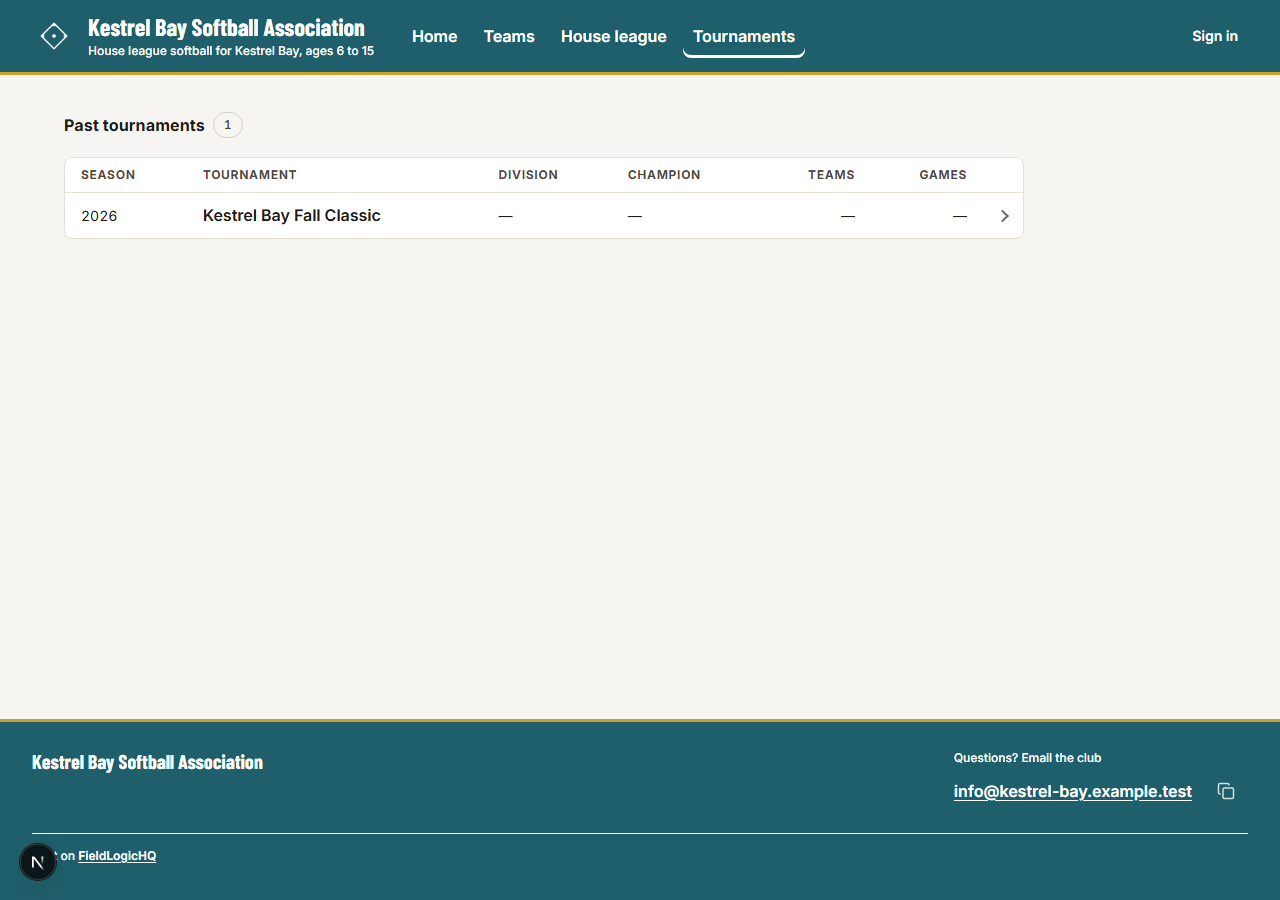 Kestrel Bay Softball Association
House league softball for Kestrel Bay, ages 6 to 15
Home Teams House league Tournaments
Sign in
Past tournaments 1
SEASON TOURNAMENT DIVISION CHAMPION TEAMS GAMES
2026 Kestrel Bay Fall Classic — — — —
Kestrel Bay Softball Association
Questions? Email the club
info@kestrel-bay.example.test
on FieldLogicHQ
N